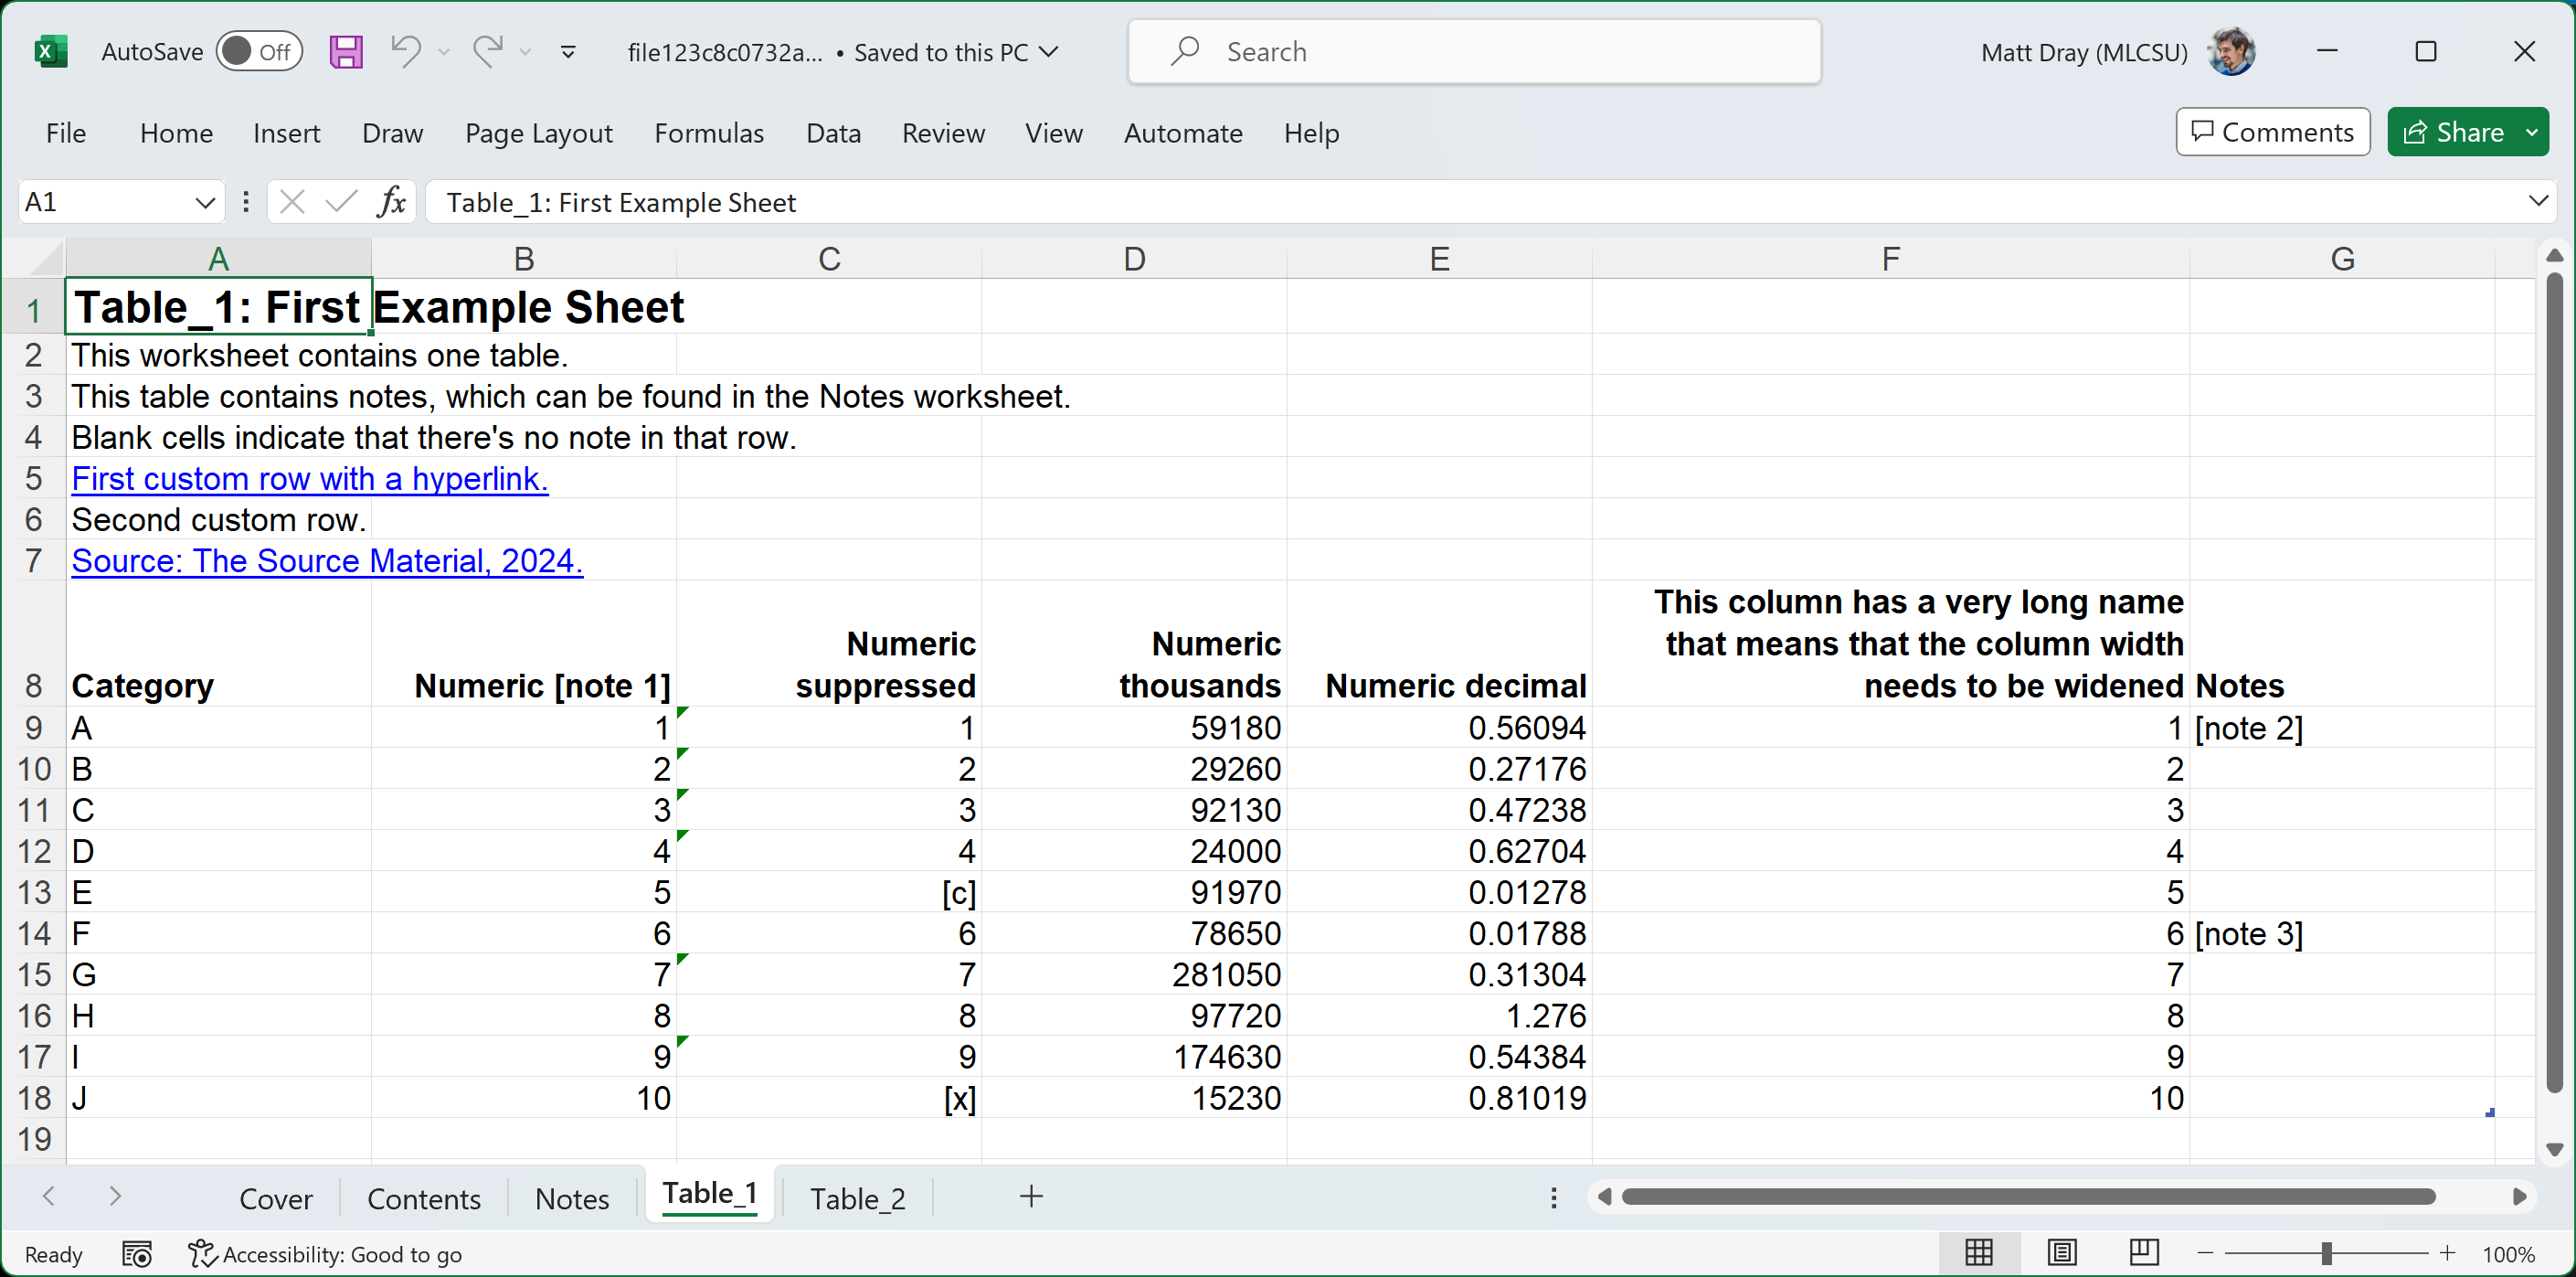 AutoSave Off file123c8c0732a... • Saved to this PC Search Matt Dray (MLCSU)
File Home Insert Draw Page Layout Formulas Data Review View Automate Help Comments Share
A1 fx Table_1: First Example Sheet
A B C D E F G
1 Table_1: First Example Sheet
2 This worksheet contains one table.
3 This table contains notes, which can be found in the Notes worksheet.
4 Blank cells indicate that there's no note in that row.
5 First custom row with a hyperlink.
6 Second custom row.
7 Source: The Source Material, 2024.
This column has a very long name
Numeric Numeric that means that the column width
8 Category Numeric [note 1] suppressed thousands Numeric decimal needs to be widened Notes
9 A 1 1 59180 0.56094 1 [note 2]
10 B 2 2 29260 0.27176 2
11 C 3 3 92130 0.47238 3
12 D 4 4 24000 0.62704 4
13 E 5 [c] 91970 0.01278 5
14 F 6 6 78650 0.01788 6 [note 3]
15 G 7 7 281050 0.31304 7
16 H 8 8 97720 1.276 8
17 I 9 9 174630 0.54384 9
18 J 10 [x] 15230 0.81019 10
19
Cover Contents Notes Table_1 Table_2
Ready Accessibility: Good to go 100%